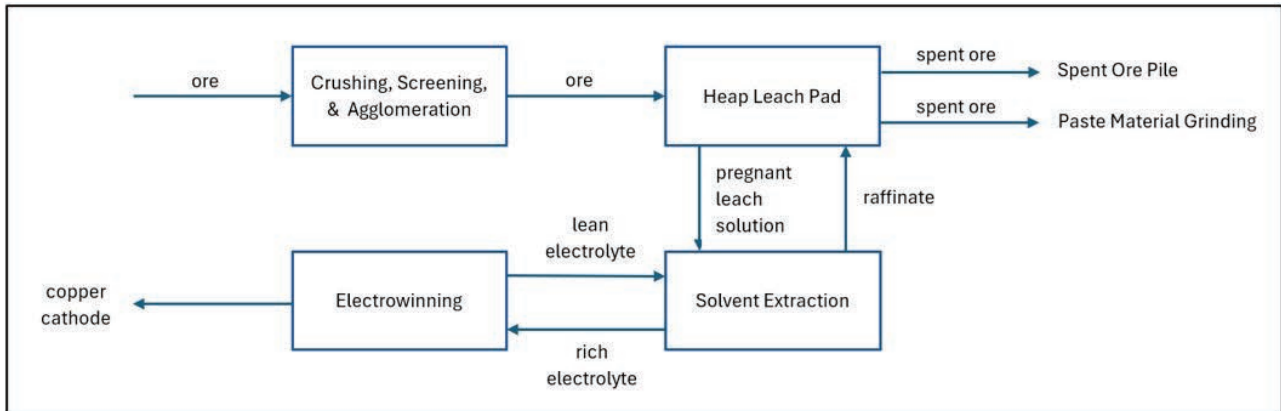 ore
Crushing, Screening,
& Agglomeration
ore
Heap Leach Pad
spent ore
Spent Ore Pile
spent ore
Paste Material Grinding
pregnant
leach
solution
raffinate
lean
electrolyte
copper
cathode
Electrowinning
Solvent Extraction
rich
electrolyte